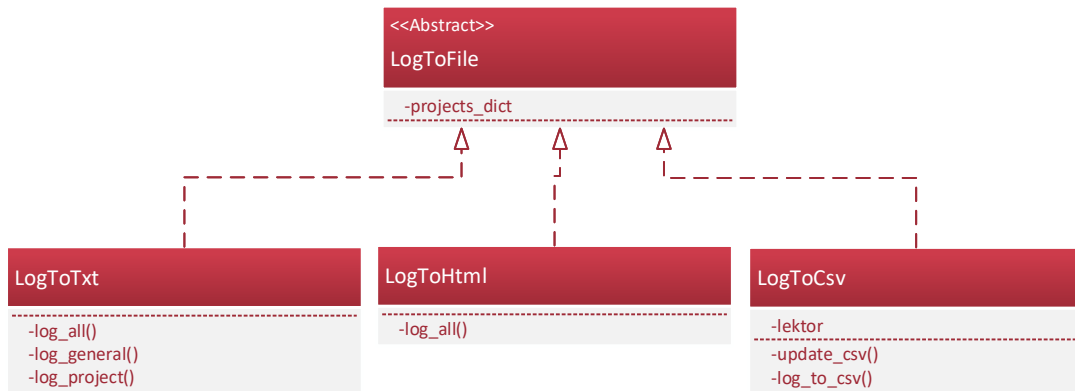 <<Abstract>>
LogToFile
-projects_dict
LogToTxt
-log_all()
-log_general()
-log_project()
LogToHtml
-log_all()
LogToCsv
-lektor
-update_csv()
-log_to_csv()